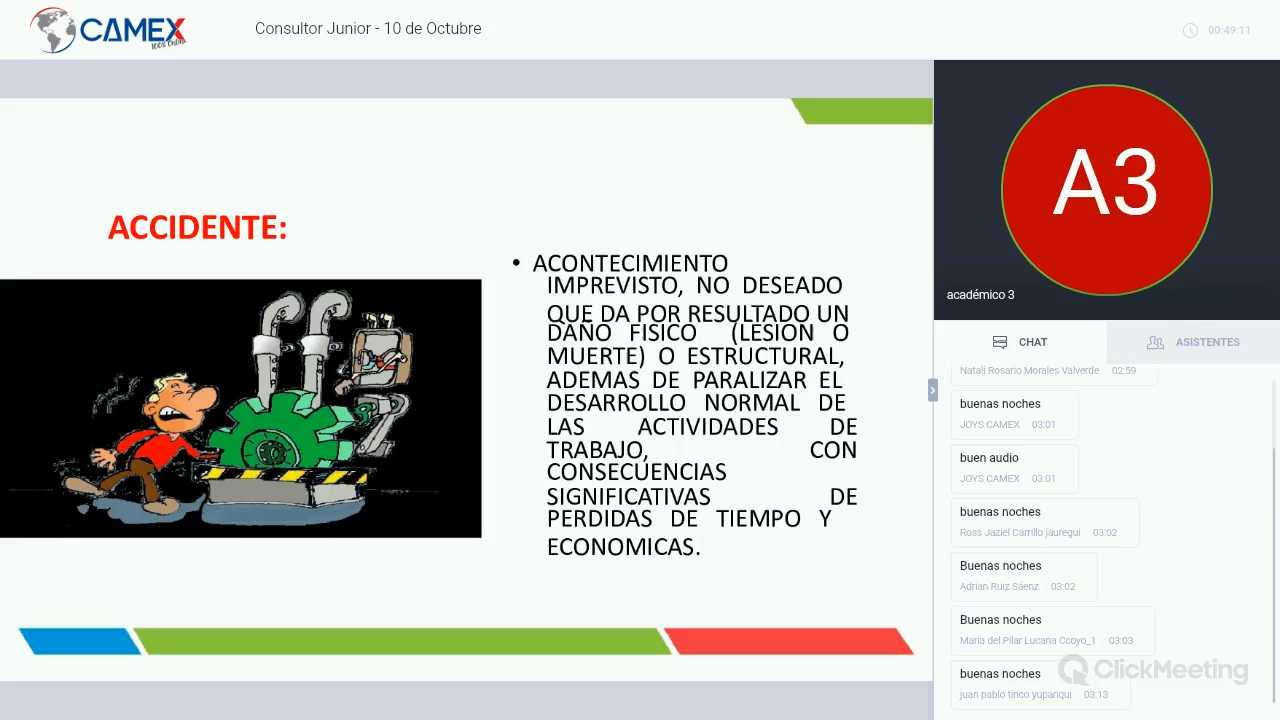 CAMEX
100% Online
Consultor Junior - 10 de Octubre
00:49:11
ACCIDENTE:
• ACONTECIMIENTO
IMPREVISTO, NO DESEADO
QUE DA POR RESULTADO UN
DAÑO FISICO (LESION O
MUERTE) O ESTRUCTURAL,
ADEMAS DE PARALIZAR EL
DESARROLLO NORMAL DE
LAS ACTIVIDADES DE
TRABAJO, CON
CONSECUENCIAS
SIGNIFICATIVAS DE
PERDIDAS DE TIEMPO Y
ECONOMICAS.
A3
académico 3
CHAT
ASISTENTES
Natali Rosario Morales Valverde 02:59
buenas noches
JOYS CAMEX 03:01
buen audio
JOYS CAMEX 03:01
buenas noches
Ross Jaziel Carrillo jauregui 03:02
Buenas noches
Adrian Ruiz Sáenz 03:02
Buenas noches
Maria del Pilar Lucana Ccoyo_1 03:03
buenas noches
juan pablo tinco yupanqui 03:13
ClickMeeting